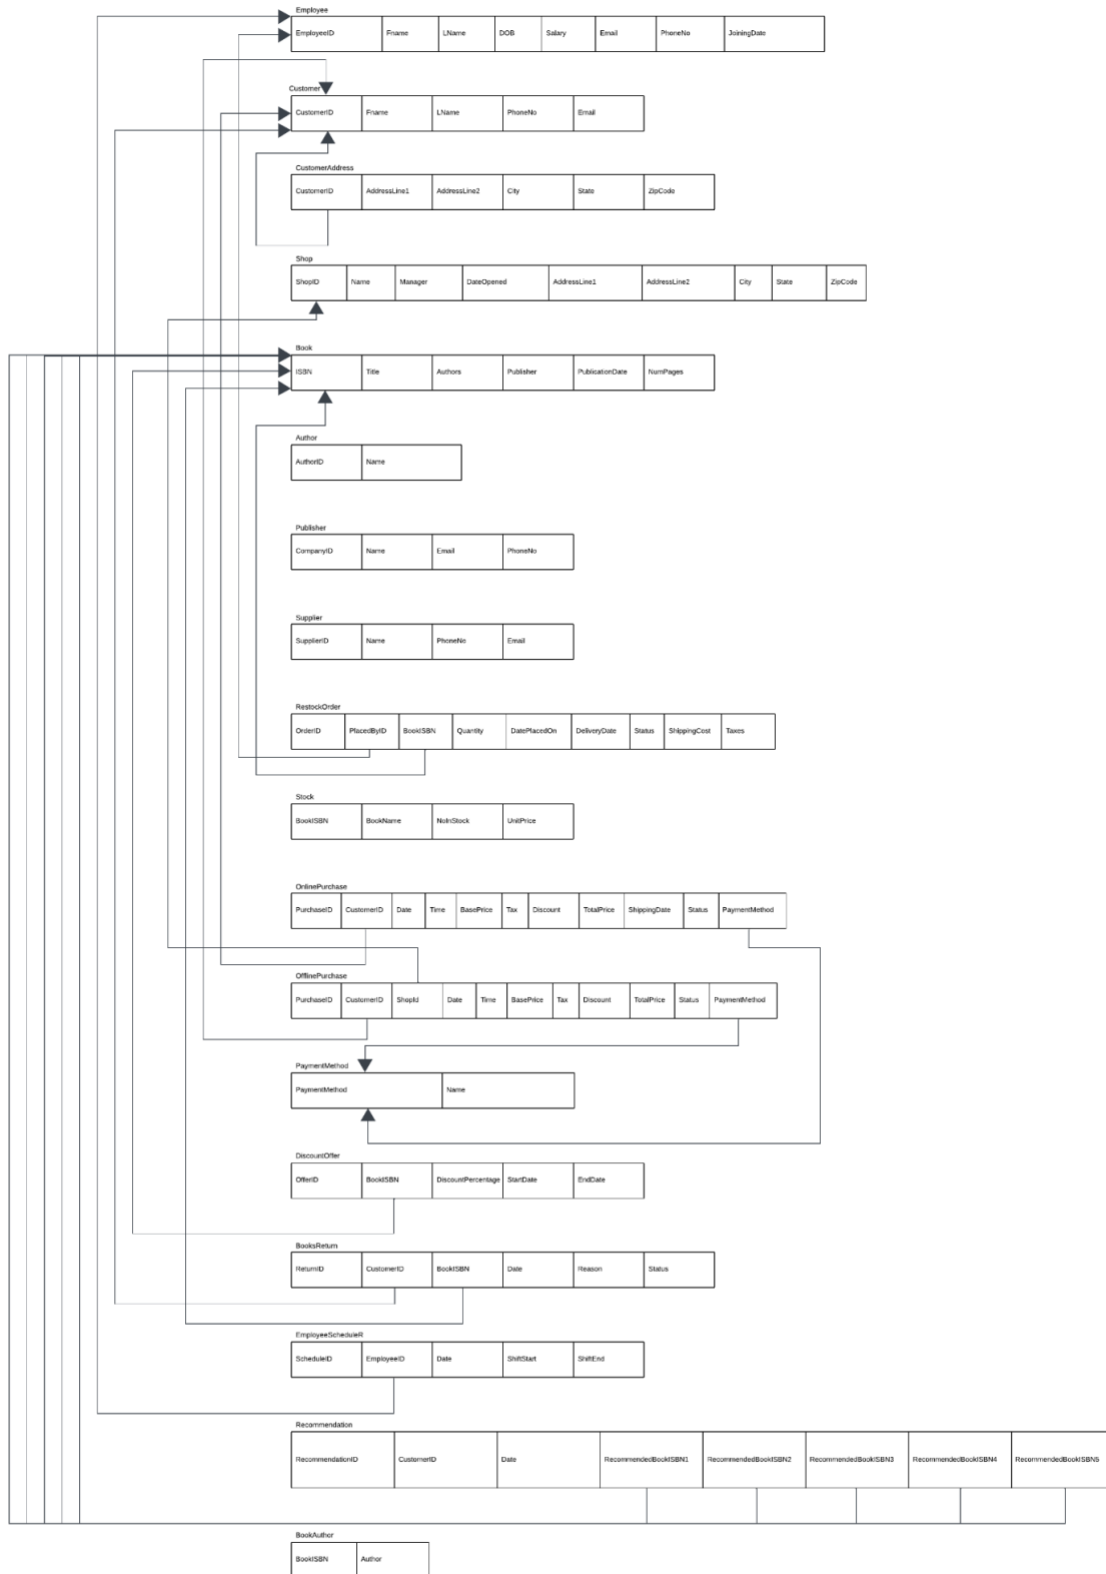 Employee
EmployeeID Fname LName DOB Salary Email PhoneNo JoiningDate
Customer
CustomerID Fname LName PhoneNo Email
CustomerAddress
CustomerID AddressLine1 AddressLine2 City State ZipCode
Shop
ShopID Name Manager DateOpened AddressLine1 AddressLine2 City State ZipCode
Book
ISBN Title Authors Publisher PublicationDate NumPages
Author
AuthorID Name
Publisher
CompanyID Name Email PhoneNo
Supplier
SupplierID Name PhoneNo Email
RestockOrder
OrderID PlacedByID BookISBN Quantity DatePlacedOn DeliveryDate Status ShippingCost Taxes
Stock
BookISBN BookName NoInStock UnitPrice
OnlinePurchase
PurchaseID CustomerID Date Time BasePrice Tax Discount TotalPrice ShippingDate Status PaymentMethod
OfflinePurchase
PurchaseID CustomerID ShopId Date Time BasePrice Tax Discount TotalPrice Status PaymentMethod
PaymentMethod
PaymentMethod Name
DiscountOffer
OfferID BookISBN DiscountPercentage StartDate EndDate
BooksReturn
ReturnID CustomerID BookISBN Date Reason Status
EmployeeScheduleR
ScheduleID EmployeeID Date ShiftStart ShiftEnd
Recommendation
RecommendationID CustomerID Date RecommendedBookISBN1 RecommendedBookISBN2 RecommendedBookISBN3 RecommendedBookISBN4 RecommendedBookISBN5
BookAuthor
BookISBN Author